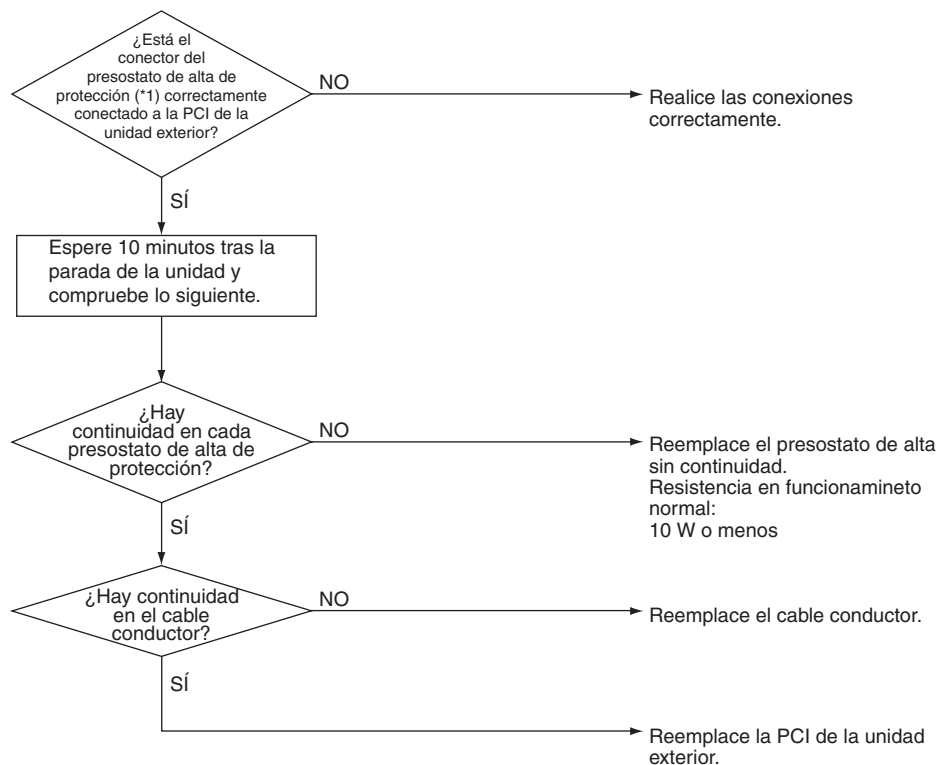 ¿Está el
conector del
presostato de alta de
protección (*1) correctamente
conectado a la PCI de la
unidad exterior?
NO
Realice las conexiones
correctamente.
SÍ
Espere 10 minutos tras la
parada de la unidad y
compruebe lo siguiente.
¿Hay
continuidad en cada
presostato de alta de
protección?
NO
Reemplace el presostato de alta
sin continuidad.
Resistencia en funcionamineto
normal:
10 W o menos
SÍ
¿Hay continuidad
en el cable
conductor?
NO
Reemplace el cable conductor.
SÍ
Reemplace la PCI de la unidad
exterior.